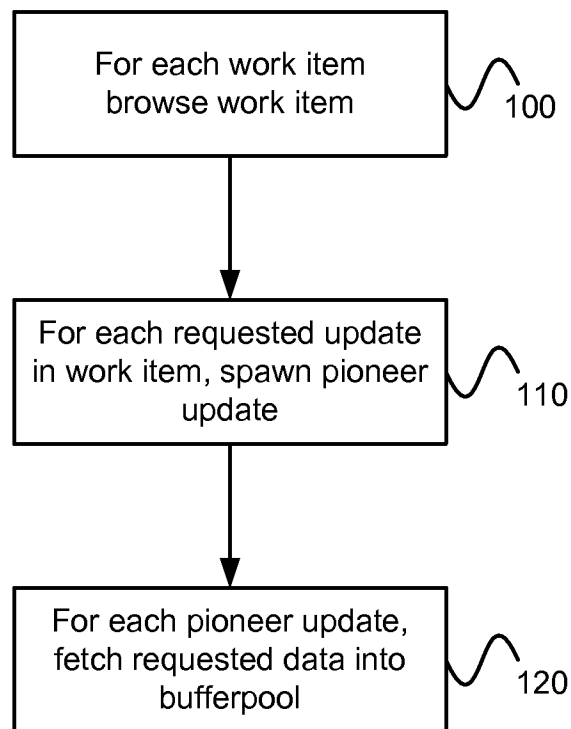 For each work item
browse work item
100
For each requested update
in work item, spawn pioneer
update
110
For each pioneer update,
fetch requested data into
bufferpool
120